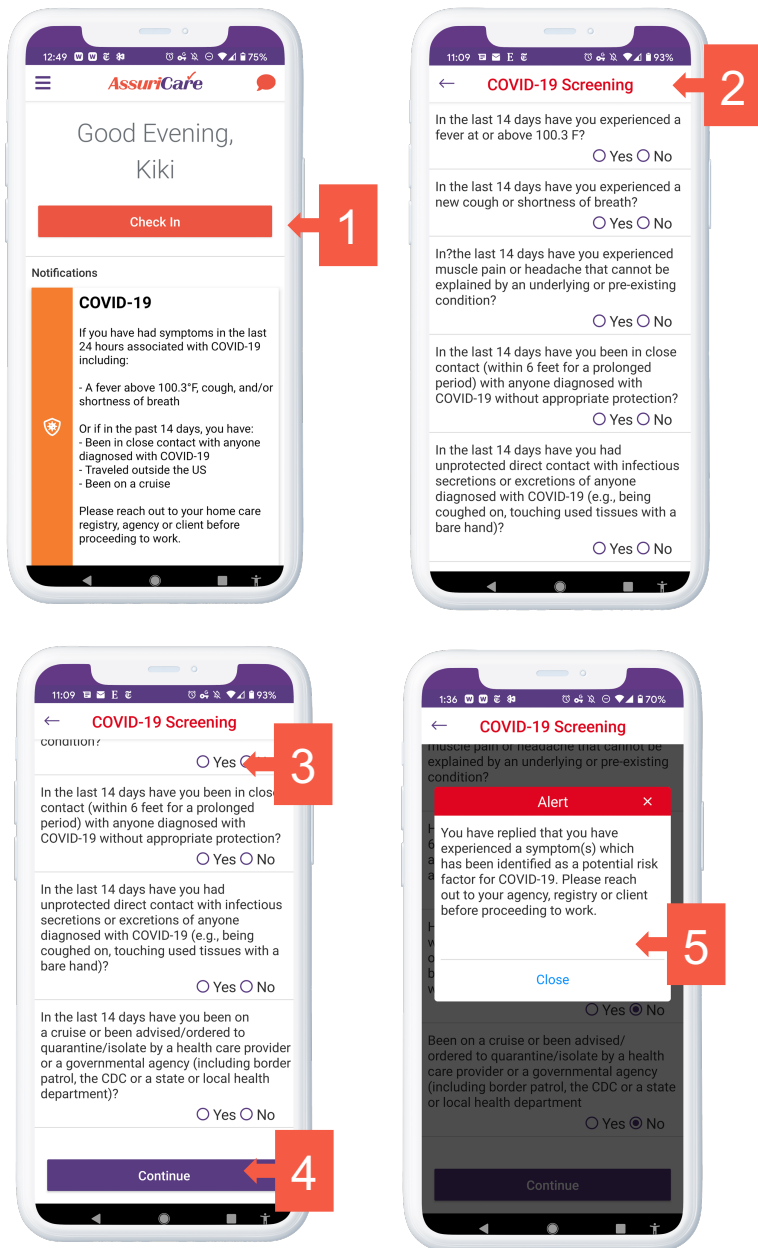 12:49
75%
AssuriCare
Good Evening,
Kiki
Check In
1
Notifications
COVID-19
If you have had symptoms in the last
24 hours associated with COVID-19
including:
- A fever above 100.3°F, cough, and/or
shortness of breath
Or if in the past 14 days, you have:
- Been in close contact with anyone
diagnosed with COVID-19
- Traveled outside the US
- Been on a cruise
Please reach out to your home care
registry, agency or client before
proceeding to work.
11:09
93%
COVID-19 Screening
2
In the last 14 days have you experienced a
fever at or above 100.3 F?
Yes No
In the last 14 days have you experienced a
new cough or shortness of breath?
Yes No
In?the last 14 days have you experienced
muscle pain or headache that cannot be
explained by an underlying or pre-existing
condition?
Yes No
In the last 14 days have you been in close
contact (within 6 feet for a prolonged
period) with anyone diagnosed with
COVID-19 without appropriate protection?
Yes No
In the last 14 days have you had
unprotected direct contact with infectious
secretions or excretions of anyone
diagnosed with COVID-19 (e.g., being
coughed on, touching used tissues with a
bare hand)?
Yes No
11:09
93%
COVID-19 Screening
condition?
Yes
3
In the last 14 days have you been in close
contact (within 6 feet for a prolonged
period) with anyone diagnosed with
COVID-19 without appropriate protection?
Yes No
In the last 14 days have you had
unprotected direct contact with infectious
secretions or excretions of anyone
diagnosed with COVID-19 (e.g., being
coughed on, touching used tissues with a
bare hand)?
Yes No
In the last 14 days have you been on
a cruise or been advised/ordered to
quarantine/isolate by a health care provider
or a governmental agency (including border
patrol, the CDC or a state or local health
department)?
Yes No
Continue
4
1:36
70%
COVID-19 Screening
muscle pain or headache that cannot be
explained by an underlying or pre-existing
condition?
Alert
You have replied that you have
experienced a symptom(s) which
has been identified as a potential risk
factor for COVID-19. Please reach
out to your agency, registry or client
before proceeding to work.
5
Close
Yes No
Been on a cruise or been advised/
ordered to quarantine/isolate by a health
care provider or a governmental agency
(including border patrol, the CDC or a state
or local health department
Yes No
Continue